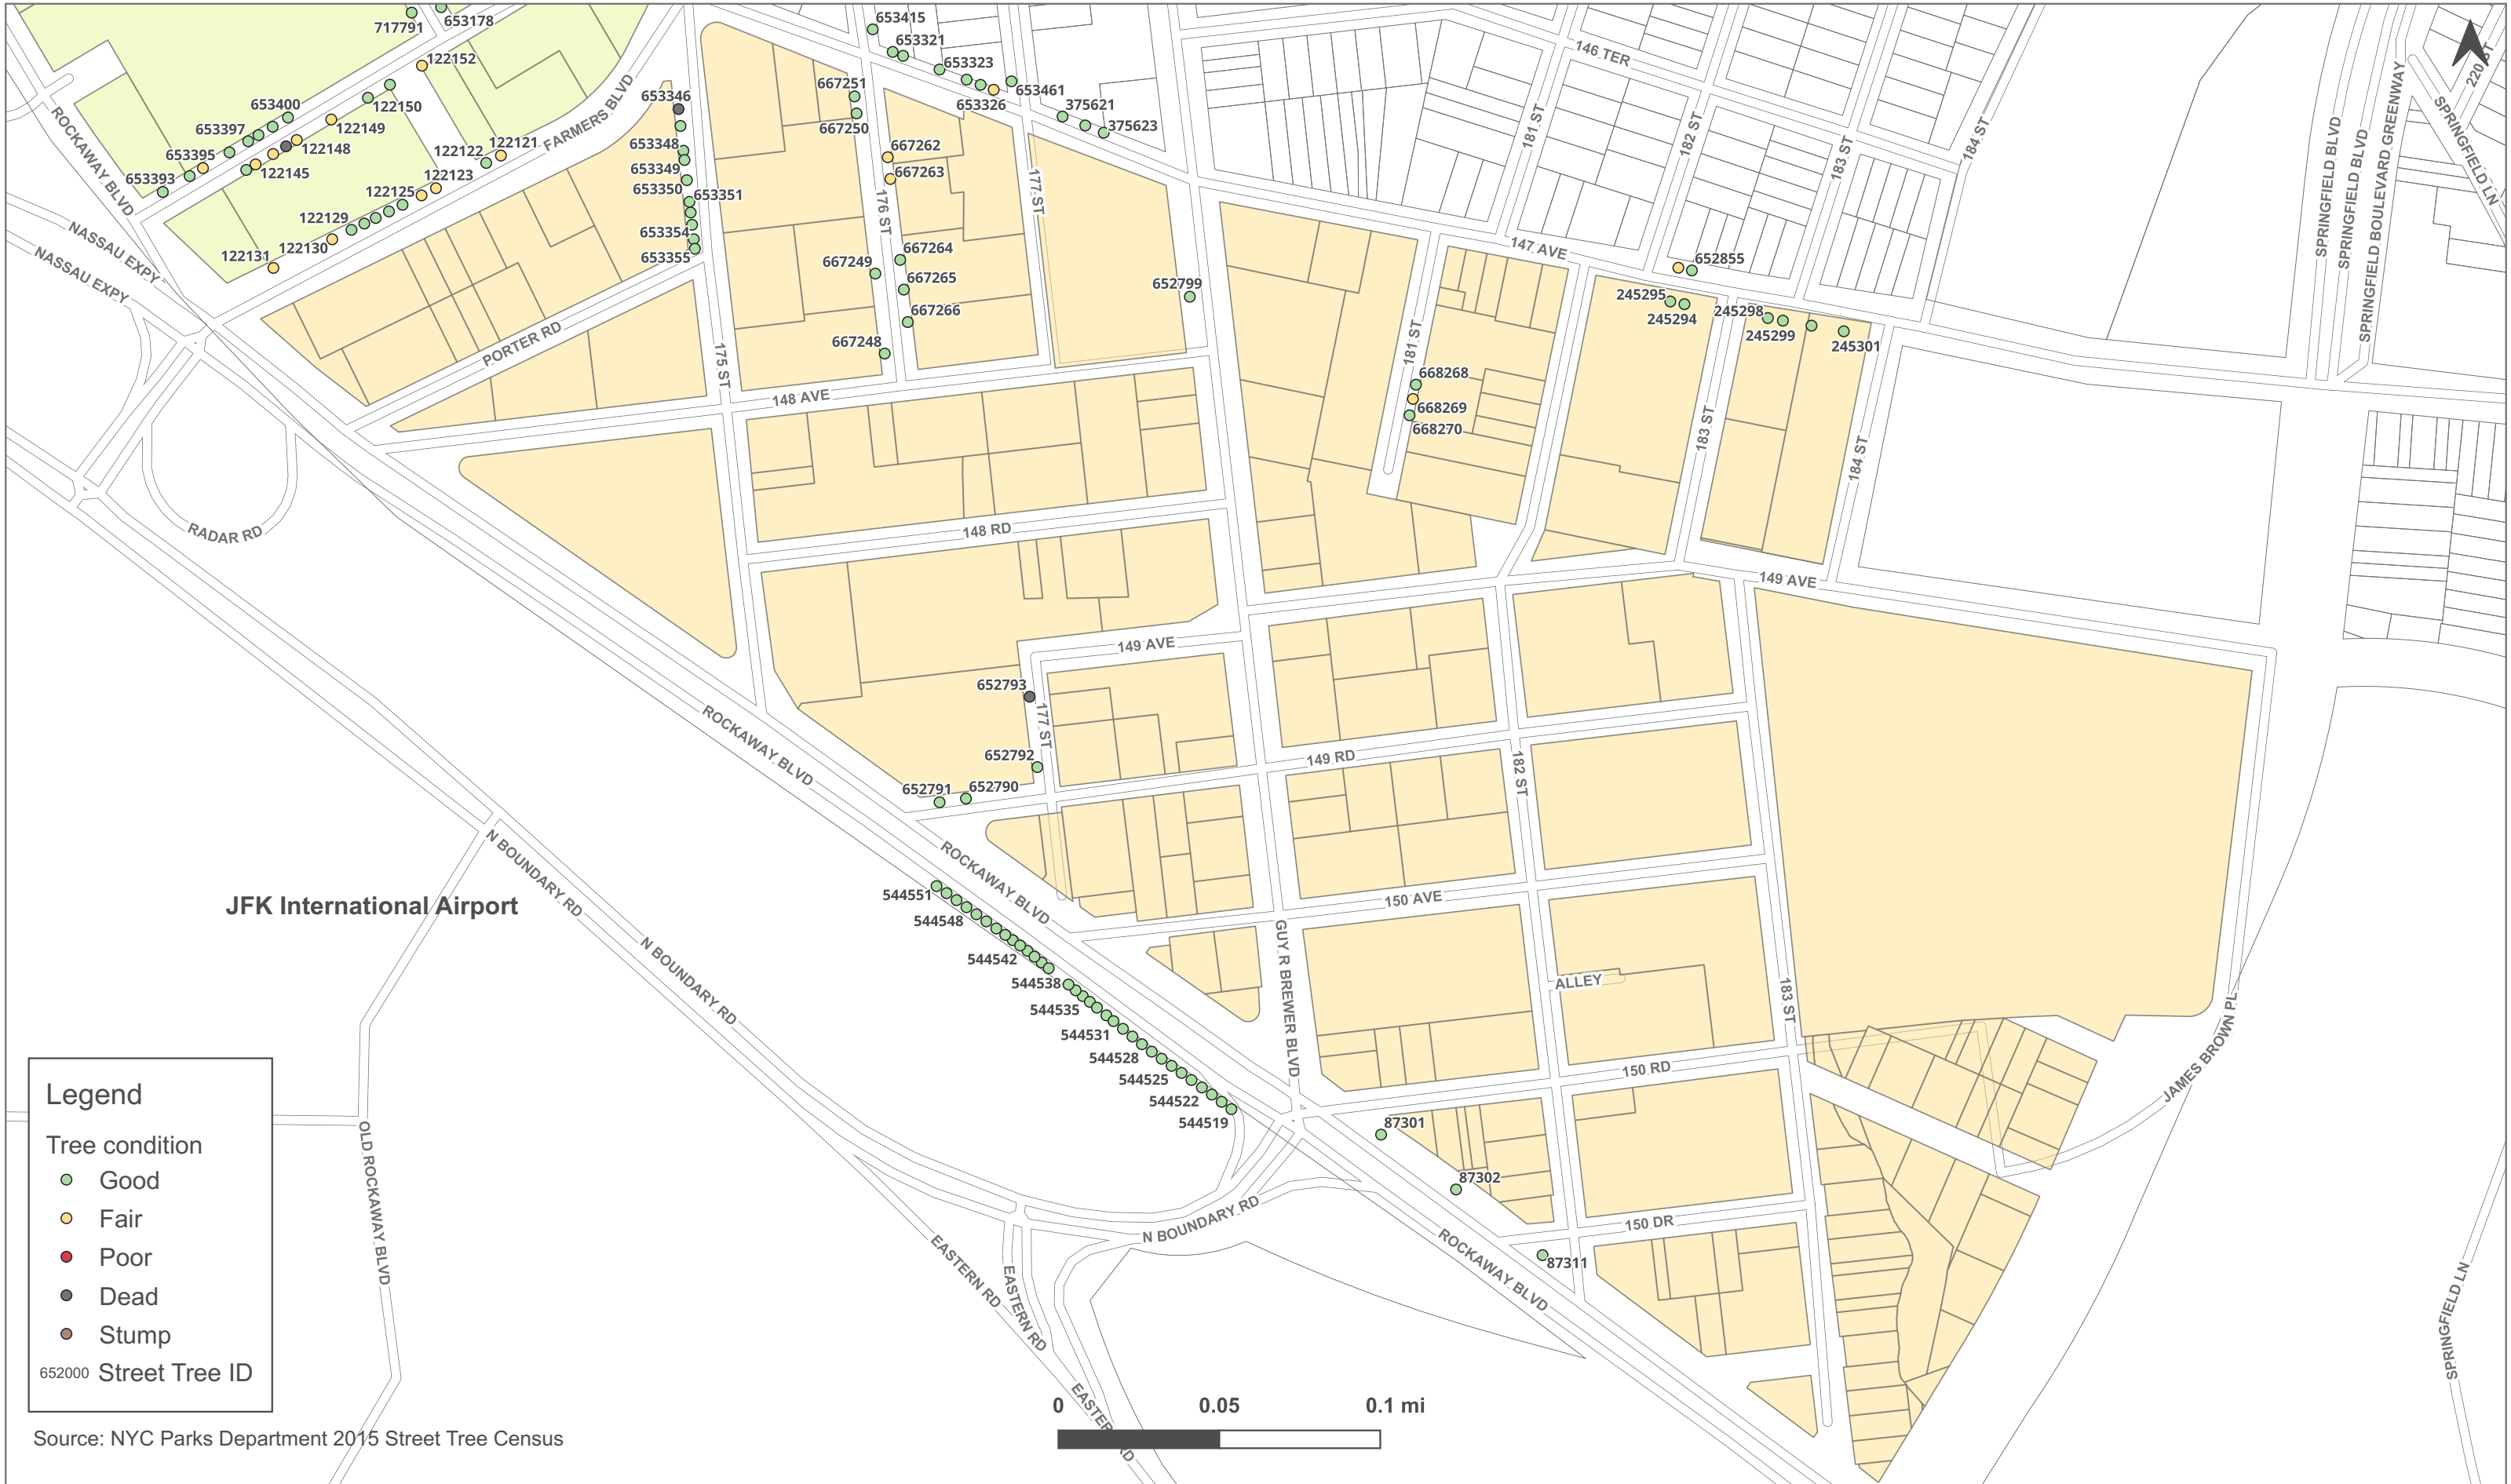 717791
653178
653415
653321
122152
653323
653326
653461
375621
375623
667251
667250
653346
122150
653400
653397
122149
122148
653395
653393
122145
122121
122122
122123
122125
122129
122130
122131
653348
653349
653350
653351
653354
653355
667262
667263
667264
667265
667266
667249
667248
652799
652855
245295
245294
245298
245299
245301
668268
668269
668270
ROCKAWAY BLVD
FARMERS BLVD
NASSAU EXPY
NASSAU EXPY
PORTER RD
RADAR RD
175 ST
176 ST
177 ST
146 TER
147 AVE
181 ST
181 ST
182 ST
183 ST
183 ST
184 ST
184 ST
SPRINGFIELD BLVD
SPRINGFIELD BLVD
SPRINGFIELD BOULEVARD GREENWAY
SPRINGFIELD LN
220 ST
148 AVE
148 RD
149 AVE
149 AVE
652793
177 ST
652792
652791
652790
149 RD
182 ST
ROCKAWAY BLVD
ROCKAWAY BLVD
150 AVE
ALLEY
183 ST
GUY R BREWER BLVD
150 RD
JAMES BROWN PL
JFK International Airport
N BOUNDARY RD
N BOUNDARY RD
N BOUNDARY RD
544551
544548
544542
544538
544535
544531
544528
544525
544522
544519
87301
87302
87311
150 DR
ROCKAWAY BLVD
OLD ROCKAWAY BLVD
EASTERN RD
EASTERN RD
EASTERN RD
SPRINGFIELD LN
Legend
Tree condition
Good
Fair
Poor
Dead
Stump
652000 Street Tree ID
0 0.05 0.1 mi
Source: NYC Parks Department 2015 Street Tree Census